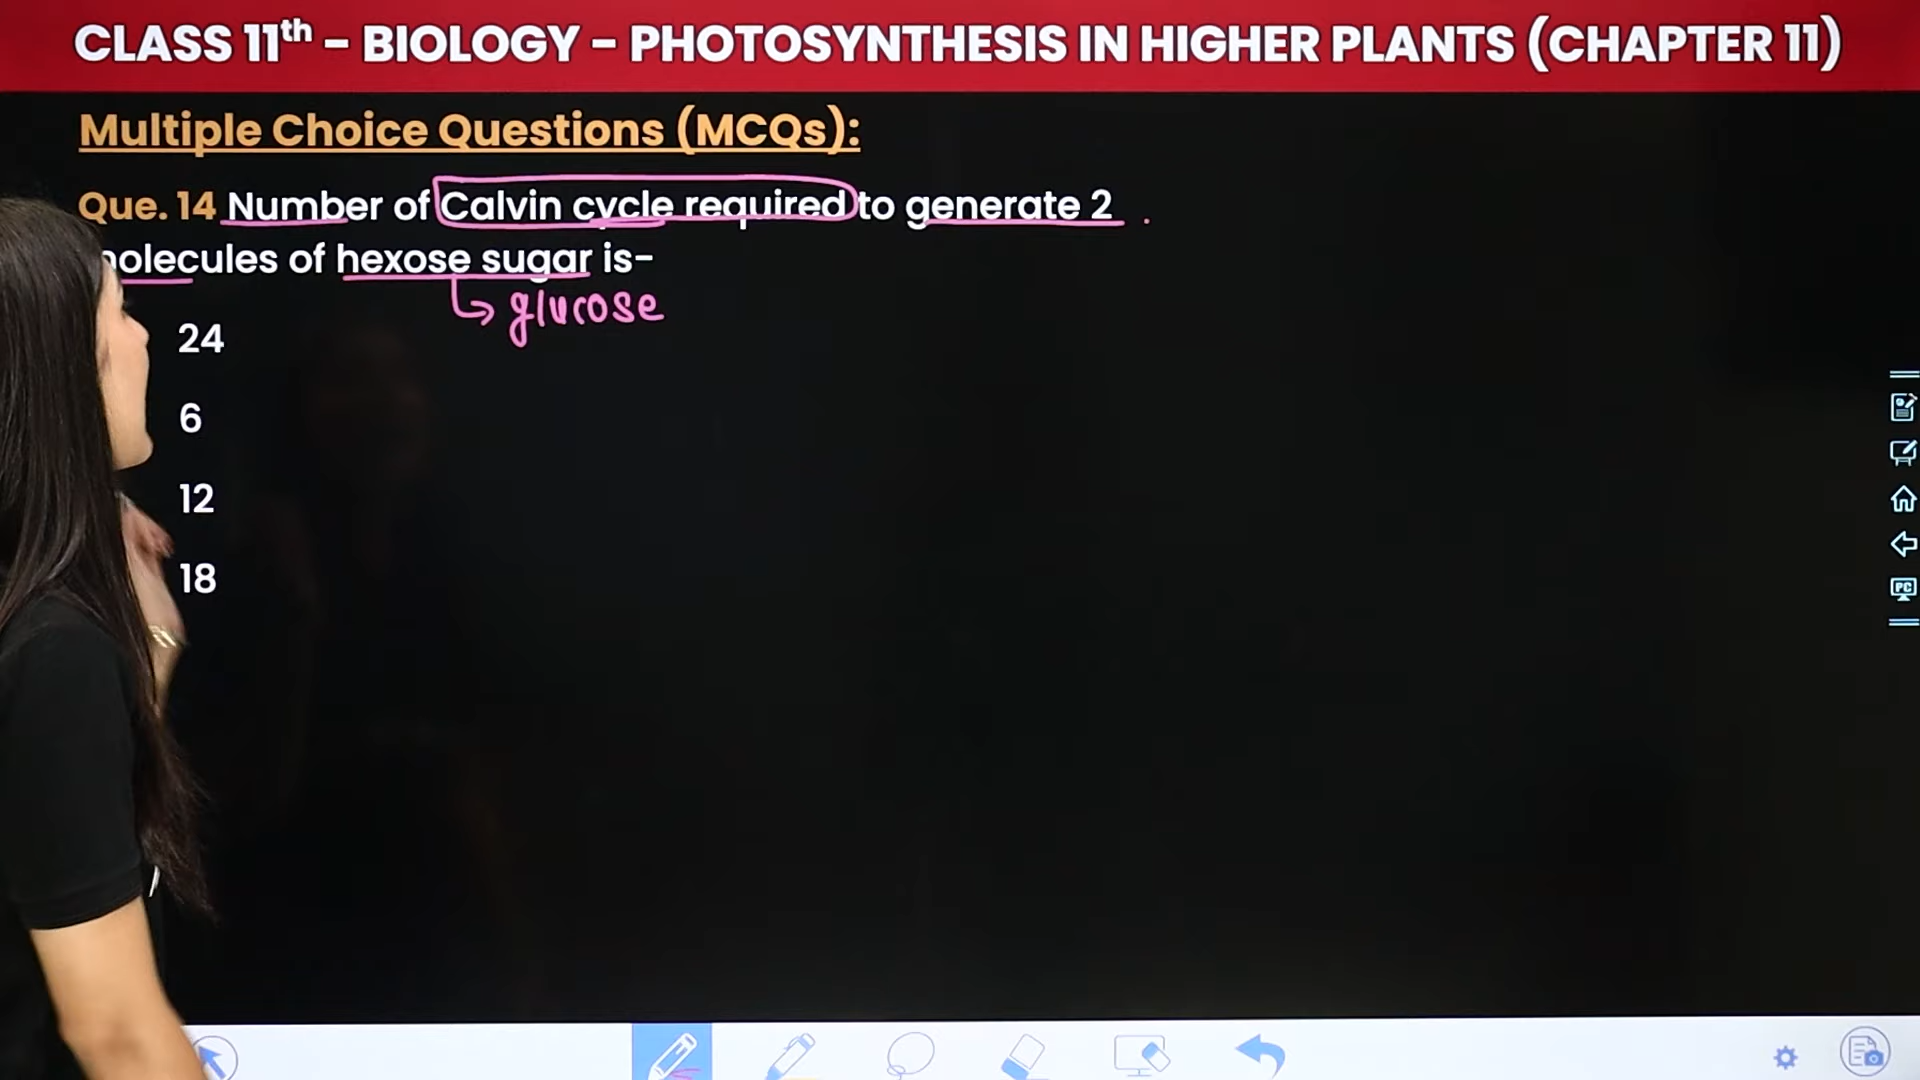 CLASS 11th - BIOLOGY - PHOTOSYNTHESIS IN HIGHER PLANTS (CHAPTER 11)
Multiple Choice Questions (MCQs):
Que. 14 Number of Calvin cycle required to generate 2
olecules of hexose sugar is-
glucose
24
6
12
18
PC